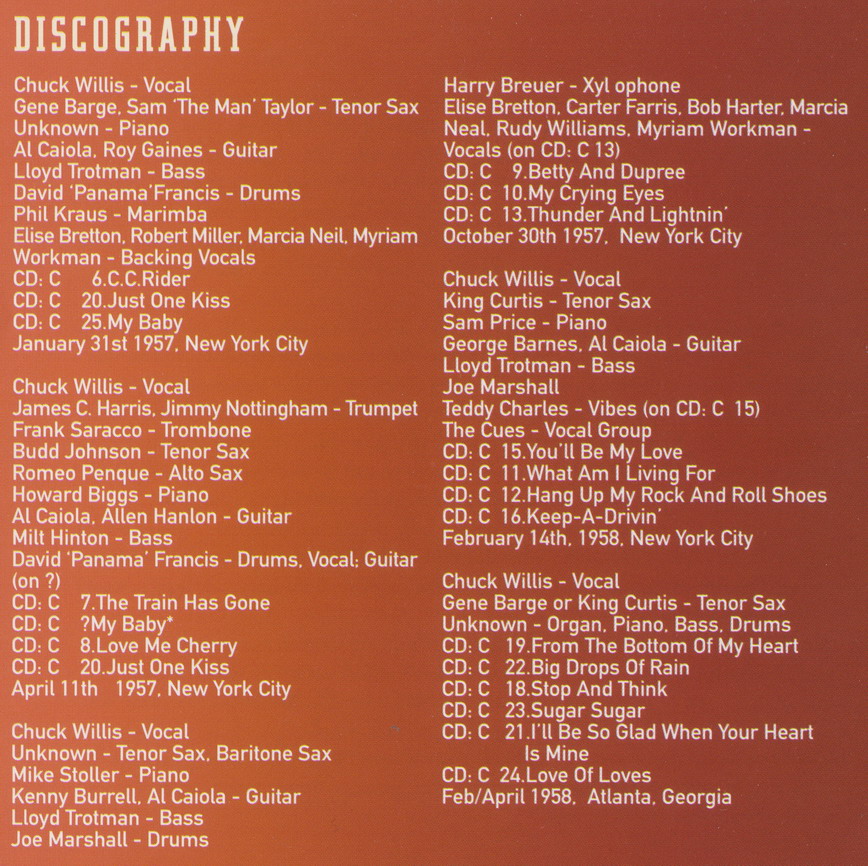 DISCOGRAPHY
Chuck Willis - Vocal
Gene Barge, Sam 'The Man' Taylor - Tenor Sax
Unknown - Piano
Al Caiola, Roy Gaines - Guitar
Lloyd Trotman - Bass
David 'Panama'Francis - Drums
Phil Kraus - Marimba
Elise Bretton, Robert Miller, Marcia Neil, Myriam
Workman - Backing Vocals
CD: C 6.C.C.Rider
CD: C 20.Just One Kiss
CD: C 25.My Baby
January 31st 1957, New York City
Chuck Willis - Vocal
James C. Harris, Jimmy Nottingham - Trumpet
Frank Saracco - Trombone
Budd Johnson - Tenor Sax
Romeo Penque - Alto Sax
Howard Biggs - Piano
Al Caiola, Allen Hanlon - Guitar
Milt Hinton - Bass
David 'Panama' Francis - Drums, Vocal; Guitar
(on ?)
CD: C 7.The Train Has Gone
CD: C ?My Baby*
CD: C 8.Love Me Cherry
CD: C 20.Just One Kiss
April 11th 1957, New York City
Chuck Willis - Vocal
Unknown - Tenor Sax, Baritone Sax
Mike Stoller - Piano
Kenny Burrell, Al Caiola - Guitar
Lloyd Trotman - Bass
Joe Marshall - Drums
Harry Breuer - Xyl ophone
Elise Bretton, Carter Farris, Bob Harter, Marcia
Neal, Rudy Williams, Myriam Workman -
Vocals (on CD: C 13)
CD: C 9.Betty And Dupree
CD: C 10.My Crying Eyes
CD: C 13.Thunder And Lightnin'
October 30th 1957, New York City
Chuck Willis - Vocal
King Curtis - Tenor Sax
Sam Price - Piano
George Barnes, Al Caiola - Guitar
Lloyd Trotman - Bass
Joe Marshall
Teddy Charles - Vibes (on CD: C 15)
The Cues - Vocal Group
CD: C 15.You'll Be My Love
CD: C 11.What Am I Living For
CD: C 12.Hang Up My Rock And Roll Shoes
CD: C 16.Keep-A-Drivin'
February 14th, 1958, New York City
Chuck Willis - Vocal
Gene Barge or King Curtis - Tenor Sax
Unknown - Organ, Piano, Bass, Drums
CD: C 19.From The Bottom Of My Heart
CD: C 22.Big Drops Of Rain
CD: C 18.Stop And Think
CD: C 23.Sugar Sugar
CD: C 21.I'll Be So Glad When Your Heart
Is Mine
CD: C 24.Love Of Loves
Feb/April 1958, Atlanta, Georgia